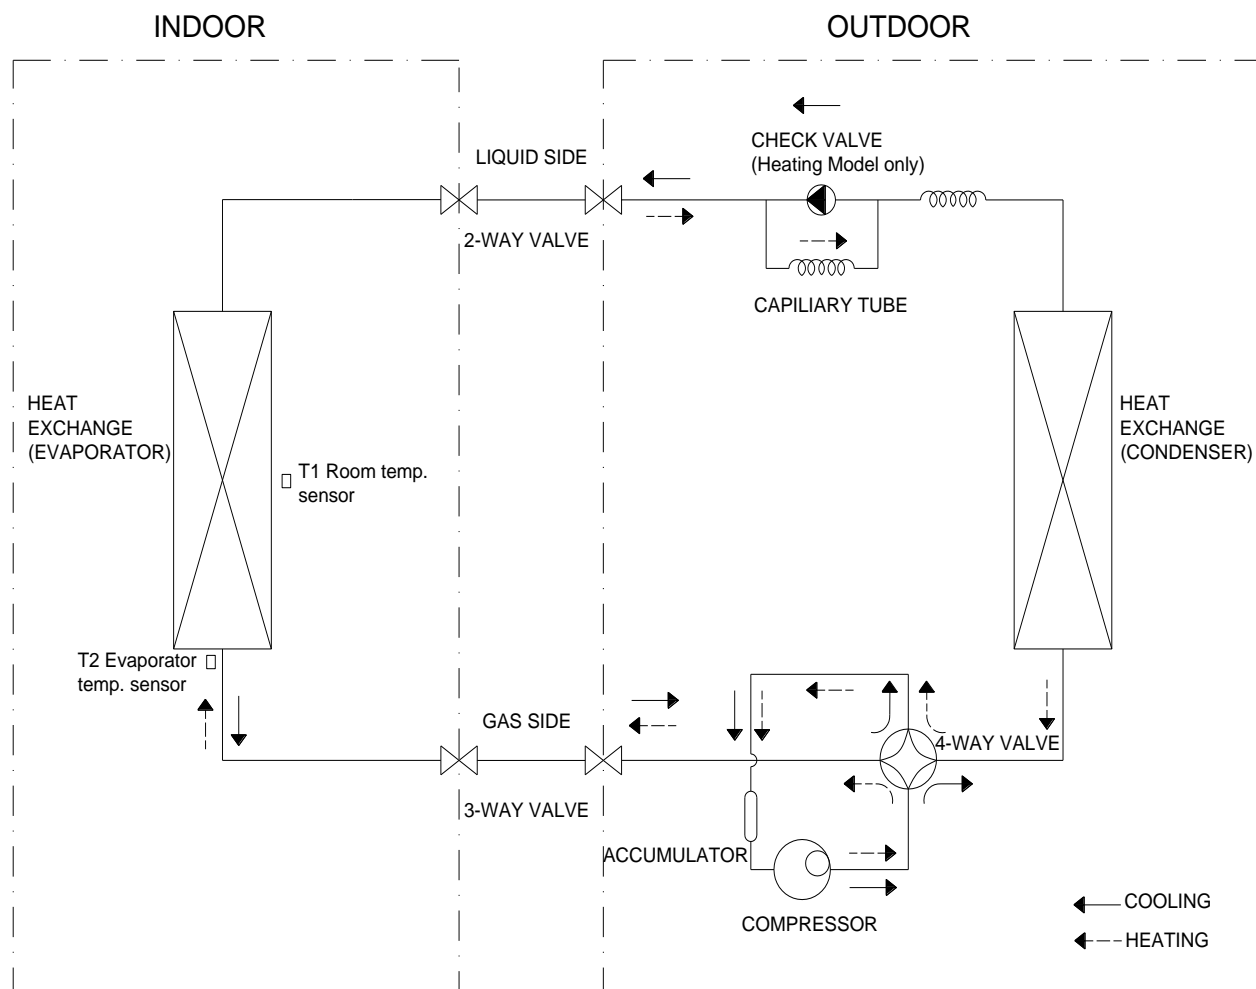 INDOOR
OUTDOOR
CHECK VALVE
(Heating Model only)
LIQUID SIDE
2-WAY VALVE
CAPILIARY TUBE
HEAT
EXCHANGE
(EVAPORATOR)
T1 Room temp.
sensor
HEAT
EXCHANGE
(CONDENSER)
T2 Evaporator
temp. sensor
GAS SIDE
4-WAY VALVE
3-WAY VALVE
ACCUMULATOR
COMPRESSOR
COOLING
HEATING